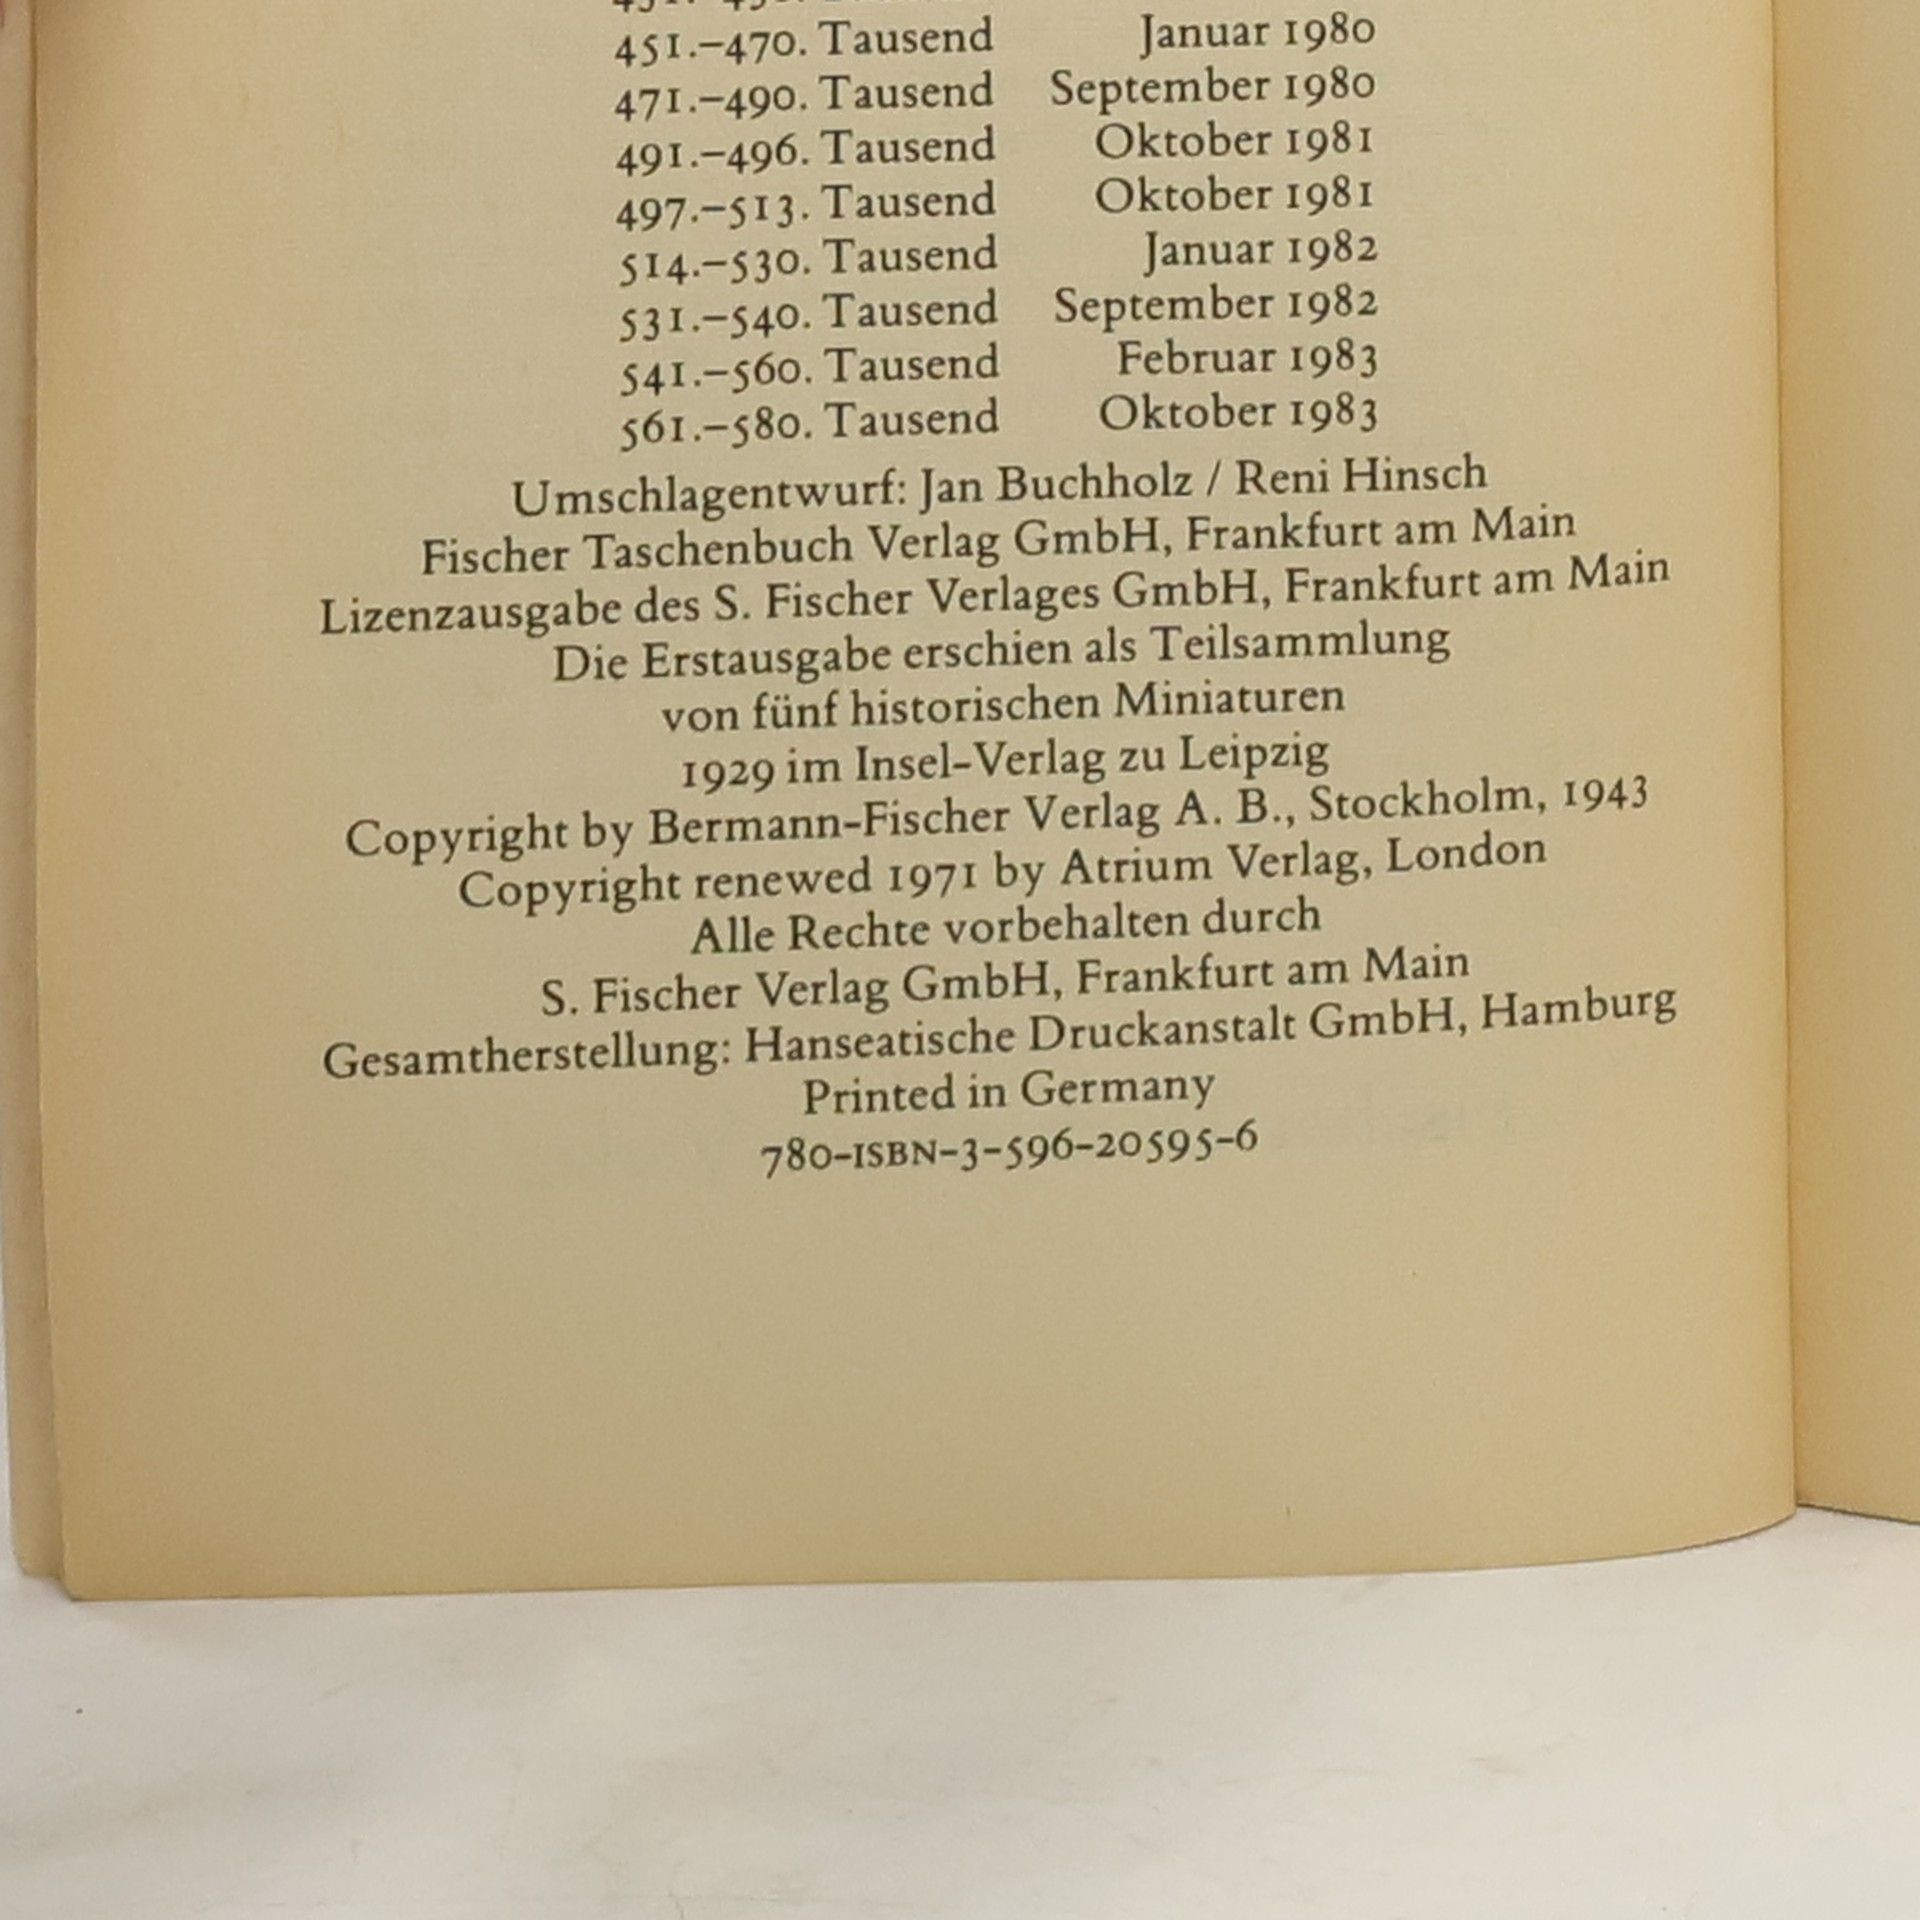 451.–470. Tausend Januar 1980
471.–490. Tausend September 1980
491.–496. Tausend Oktober 1981
497.–513. Tausend Oktober 1981
514.–530. Tausend Januar 1982
531.–540. Tausend September 1982
541.–560. Tausend Februar 1983
561.–580. Tausend Oktober 1983
Umschlagentwurf: Jan Buchholz / Reni Hinsch
Fischer Taschenbuch Verlag GmbH, Frankfurt am Main
Lizenzausgabe des S. Fischer Verlages GmbH, Frankfurt am Main
Die Erstausgabe erschien als Teilsammlung
von fünf historischen Miniaturen
1929 im Insel-Verlag zu Leipzig
Copyright by Bermann-Fischer Verlag A. B., Stockholm, 1943
Copyright renewed 1971 by Atrium Verlag, London
Alle Rechte vorbehalten durch
S. Fischer Verlag GmbH, Frankfurt am Main
Gesamtherstellung: Hanseatische Druckanstalt GmbH, Hamburg
Printed in Germany
780-ISBN-3-596-20595-6